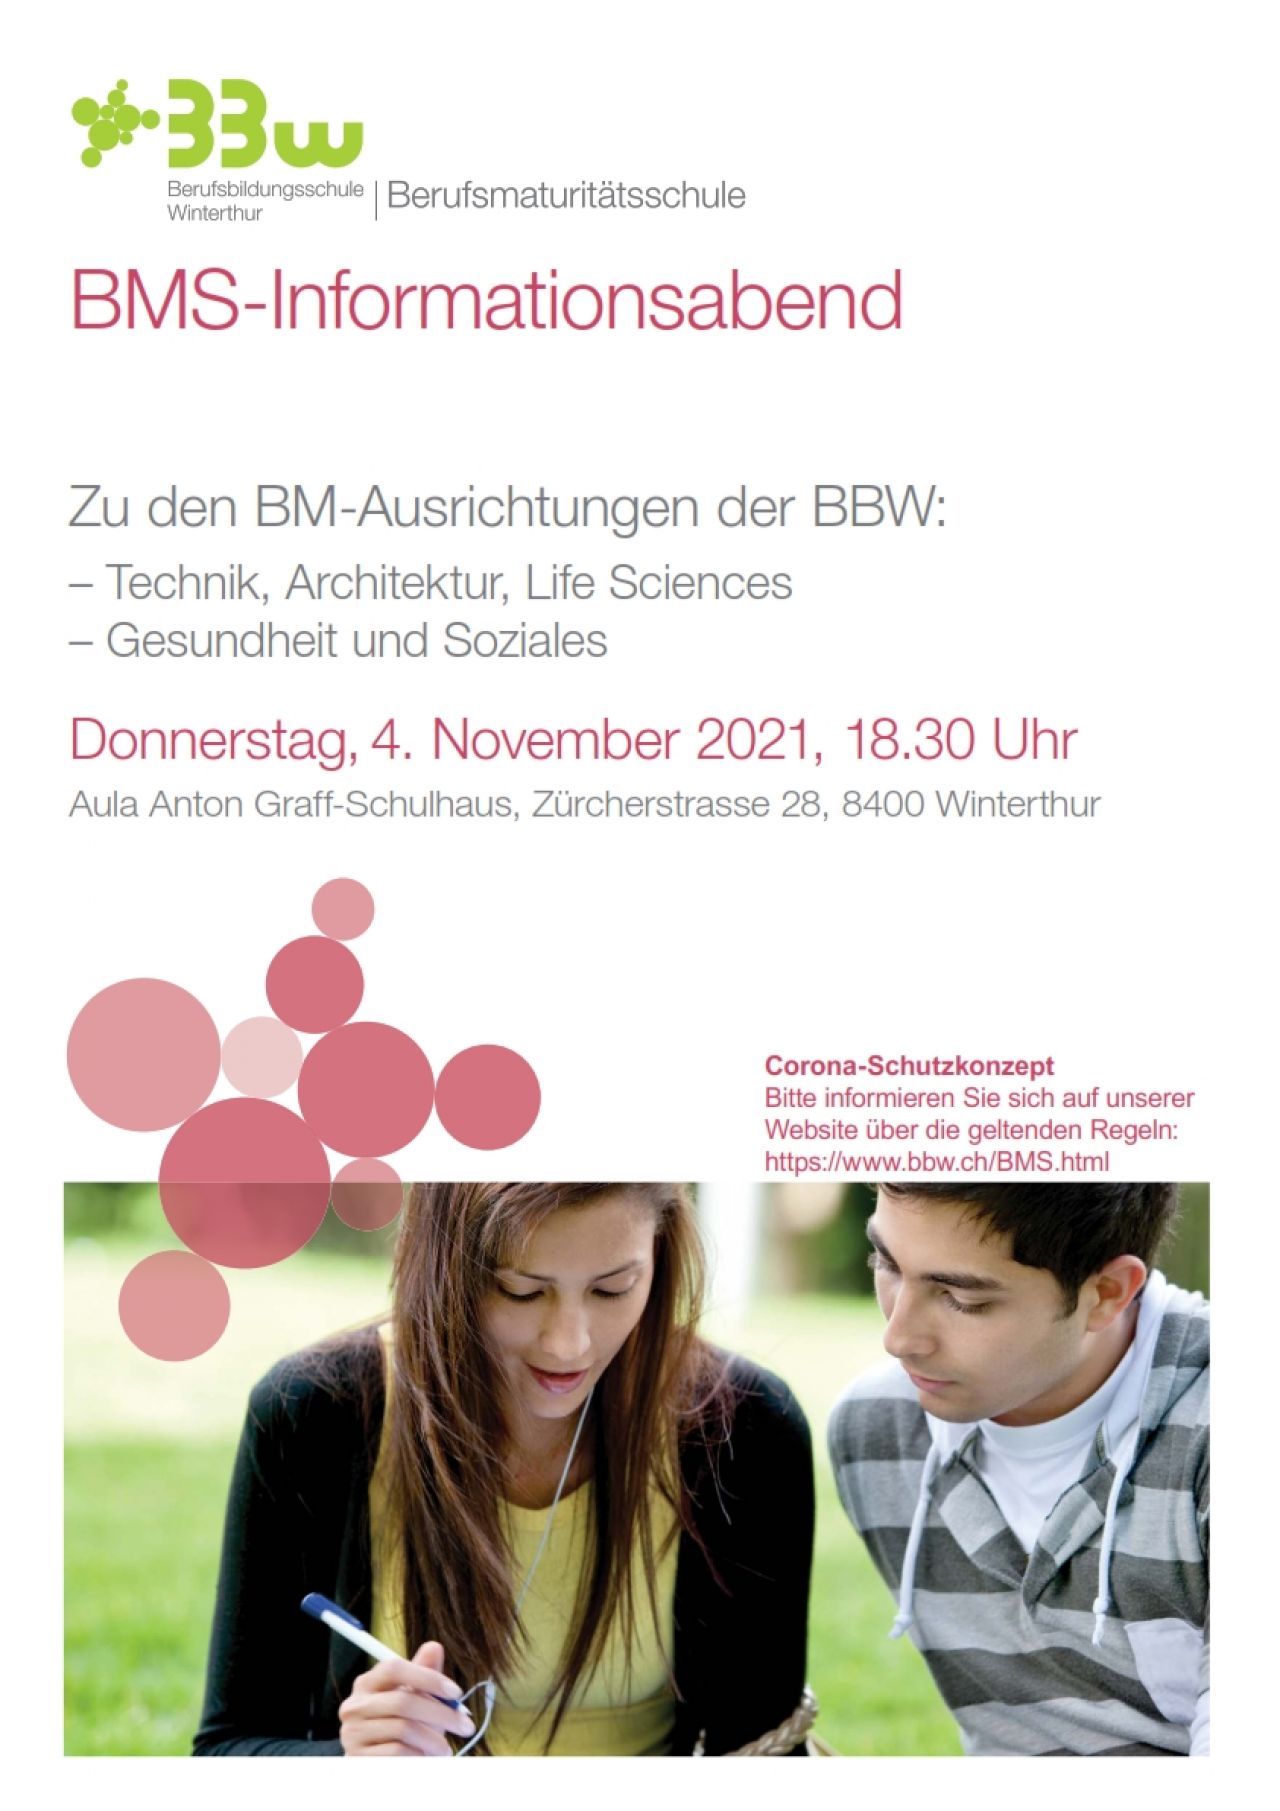 BBw
Berufsbildungsschule
Winterthur
Berufsmaturitätsschule
BMS-Informationsabend
Zu den BM-Ausrichtungen der BBW:
– Technik, Architektur, Life Sciences
– Gesundheit und Soziales
Donnerstag, 4. November 2021, 18.30 Uhr
Aula Anton Graff-Schulhaus, Zürcherstrasse 28, 8400 Winterthur
Corona-Schutzkonzept
Bitte informieren Sie sich auf unserer
Website über die geltenden Regeln:
https://www.bbw.ch/BMS.html